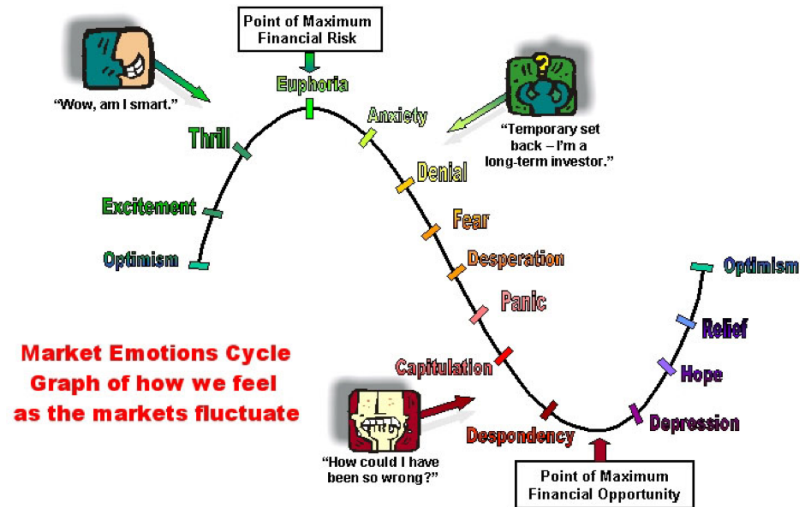 Point of Maximum
Financial Risk
Euphoria
"Wow, am I smart."
Anxiety
"Temporary set
back – I'm a
long-term investor."
Thrill
Denial
Excitement
Fear
Optimism
Desperation
Optimism
Panic
Relief
Market Emotions Cycle
Graph of how we feel
as the markets fluctuate
Capitulation
Hope
Despondency
Depression
"How could I have
been so wrong?"
Point of Maximum
Financial Opportunity
?